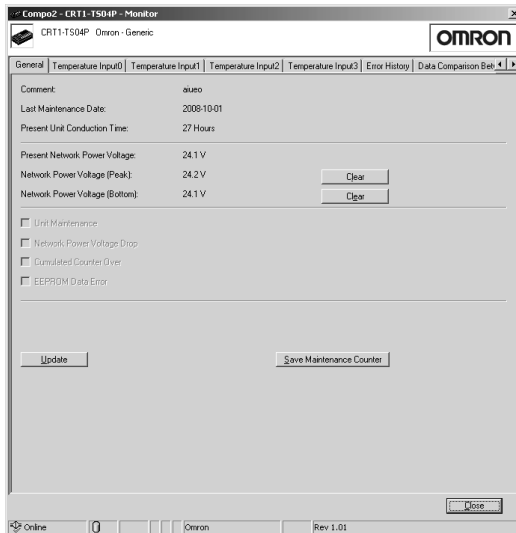 Compo2 - CRT1-TS04P - Monitor
CRT1-TS04P Omron - Generic
OMRON
General Temperature Input0 Temperature Input1 Temperature Input2 Temperature Input3 Error History Data Comparison Bet
Comment: aiueo
Last Maintenance Date: 2008-10-01
Present Unit Conduction Time: 27 Hours
Present Network Power Voltage: 24.1 V
Network Power Voltage (Peak): 24.2 V Clear
Network Power Voltage (Bottom): 24.1 V Clear
Unit Maintenance
Network Power Voltage Drop
Cumulated Counter Over
EEPROM Data Error
Update Save Maintenance Counter
Close
Online Omron Rev 1.01